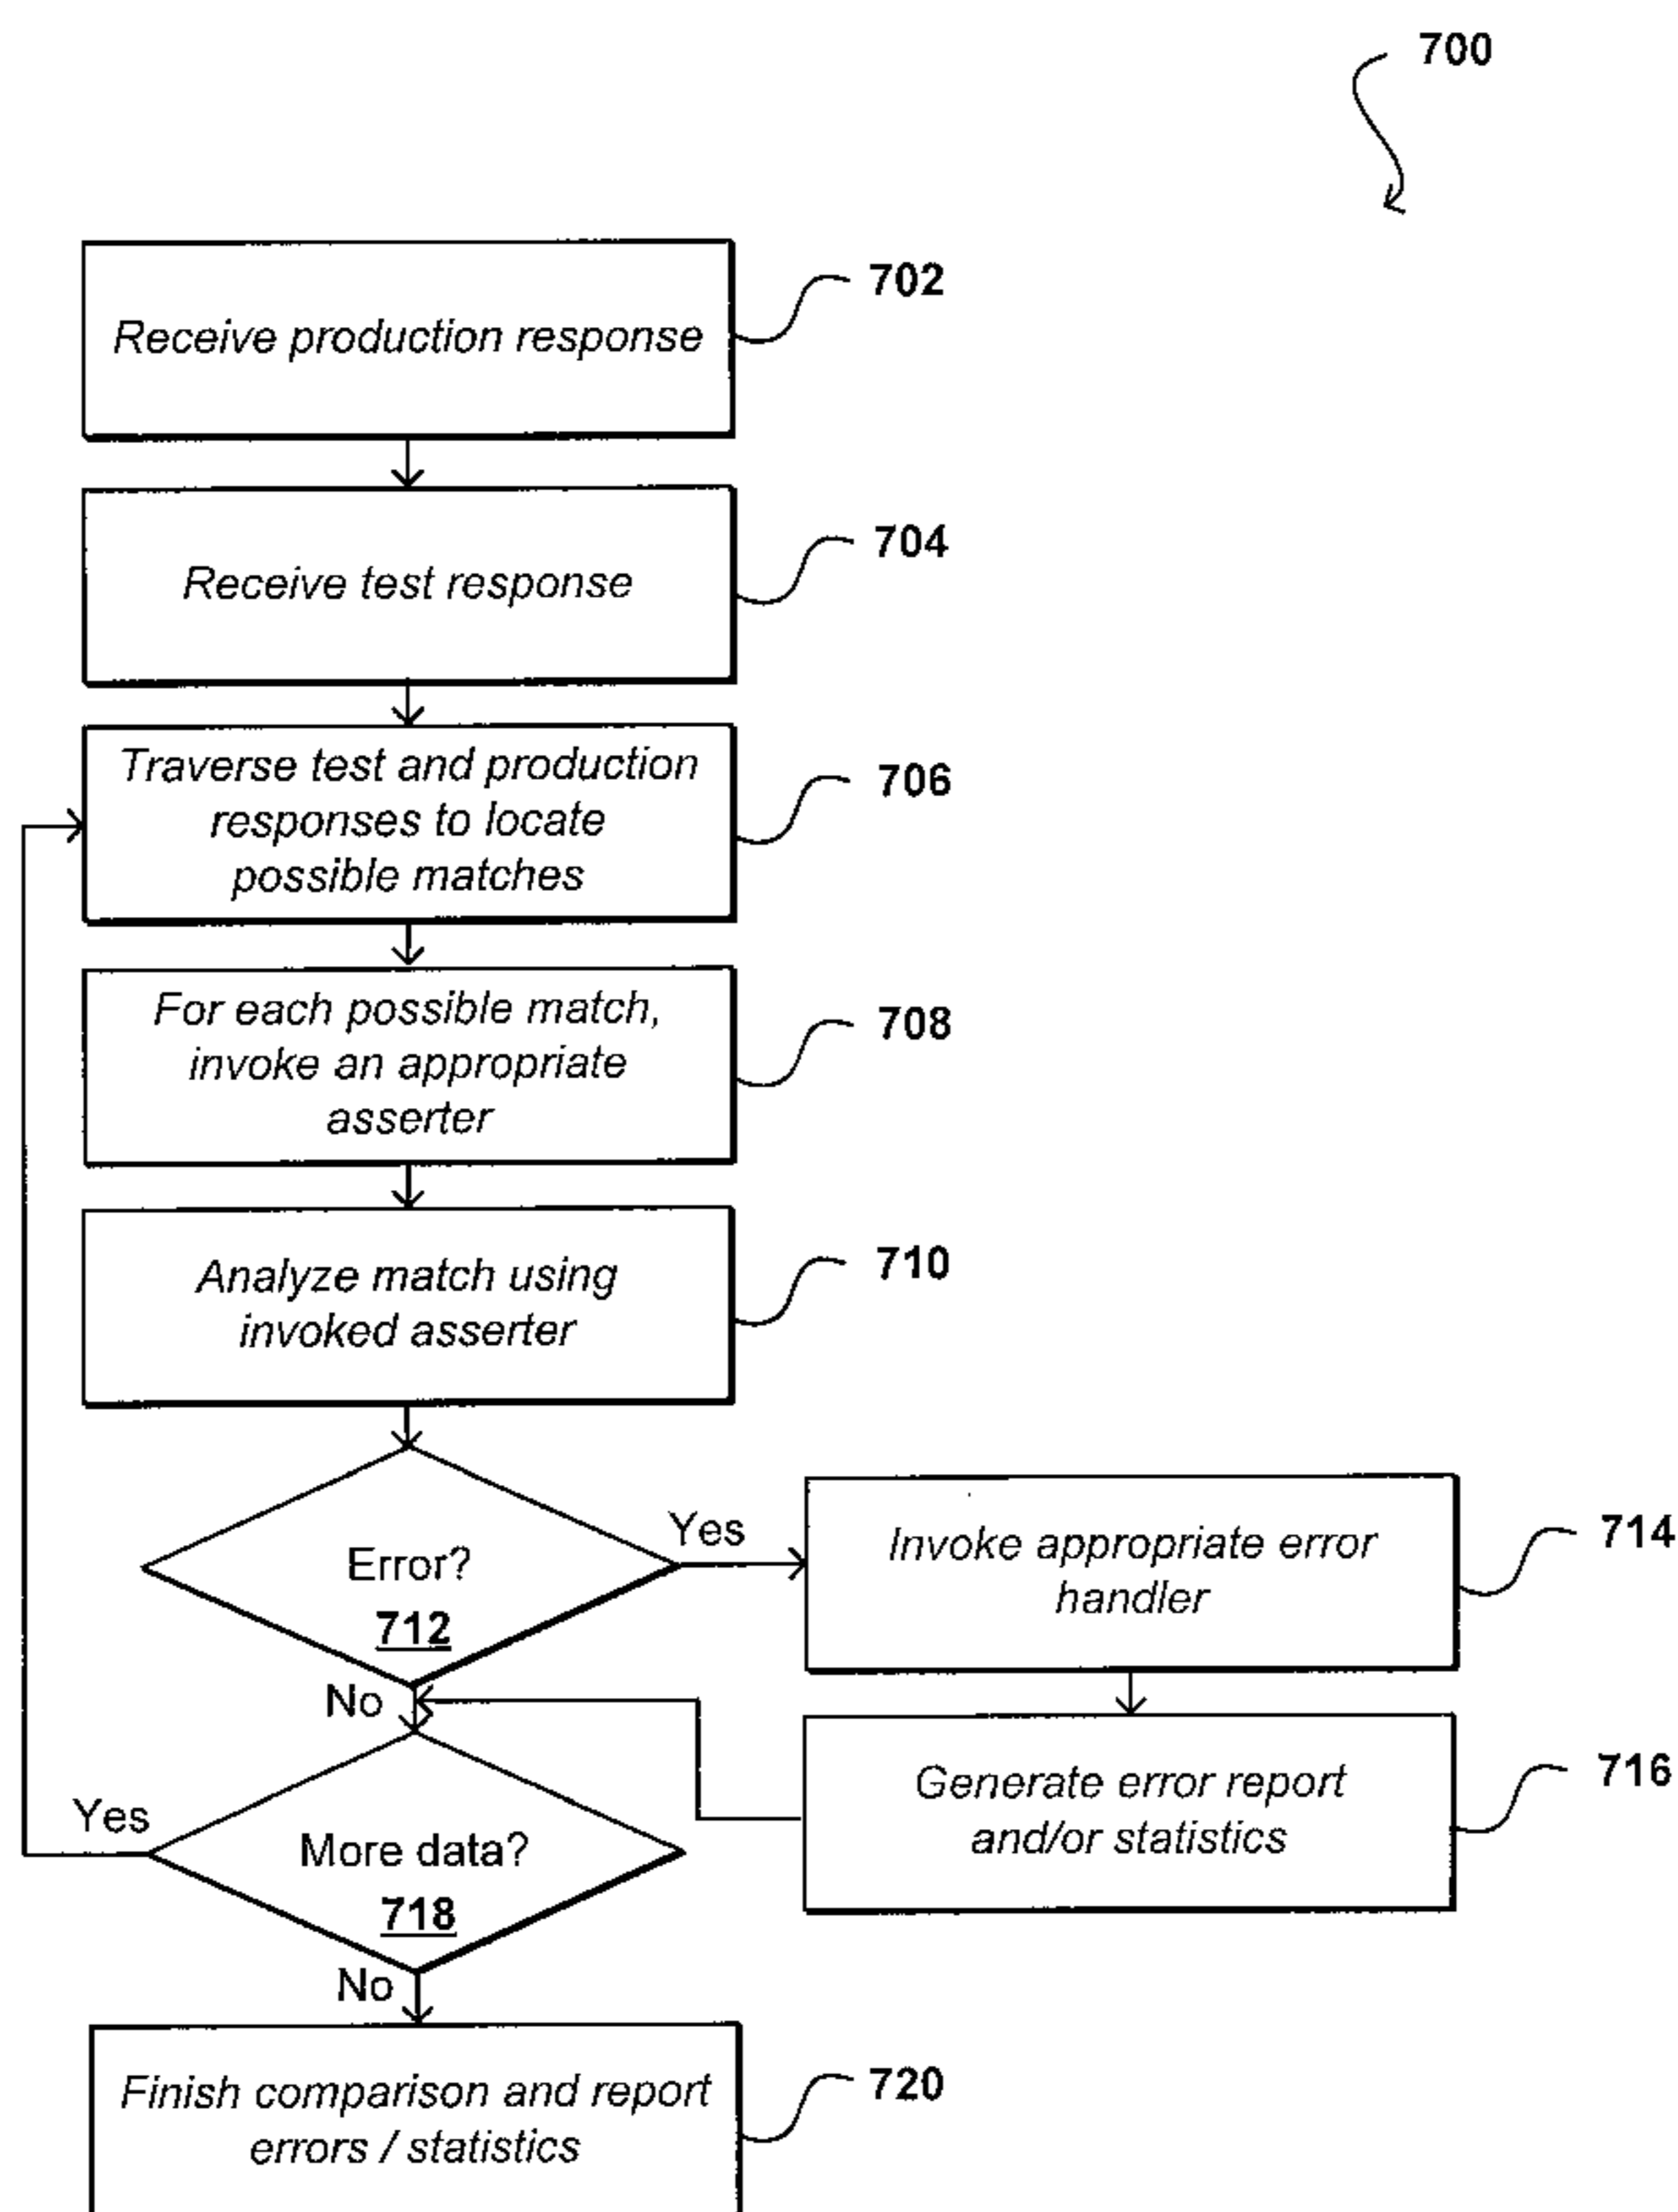 700
Receive production response
702
Receive test response
704
Traverse test and production
responses to locate
possible matches
706
For each possible match,
invoke an appropriate
asserter
708
Analyze match using
invoked asserter
710
Error?
712
Yes
No
Invoke appropriate error
handler
714
Generate error report
and/or statistics
716
More data?
718
Yes
No
Finish comparison and report
errors / statistics
720